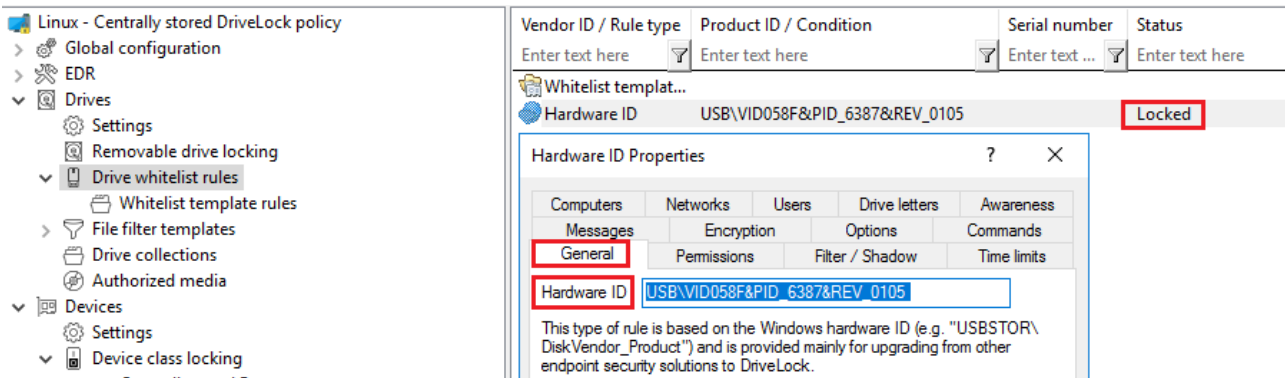 Linux - Centrally stored DriveLock policy
Global configuration
EDR
Drives
Settings
Removable drive locking
Drive whitelist rules
Whitelist template rules
File filter templates
Drive collections
Authorized media
Devices
Settings
Device class locking
Vendor ID / Rule type Product ID / Condition Serial number Status
Enter text here Enter text here Enter text ... Enter text here
Whitelist templat...
Hardware ID USB\VID058F&PID_6387&REV_0105 Locked
Hardware ID Properties ? X
Computers Networks Users Drive letters Awareness
Messages Encryption Options Commands
General Permissions Filter / Shadow Time limits
Hardware ID USB\VID058F&PID_6387&REV_0105
This type of rule is based on the Windows hardware ID (e.g. "USBSTOR\
DiskVendor_Product") and is provided mainly for upgrading from other
endpoint security solutions to DriveLock.